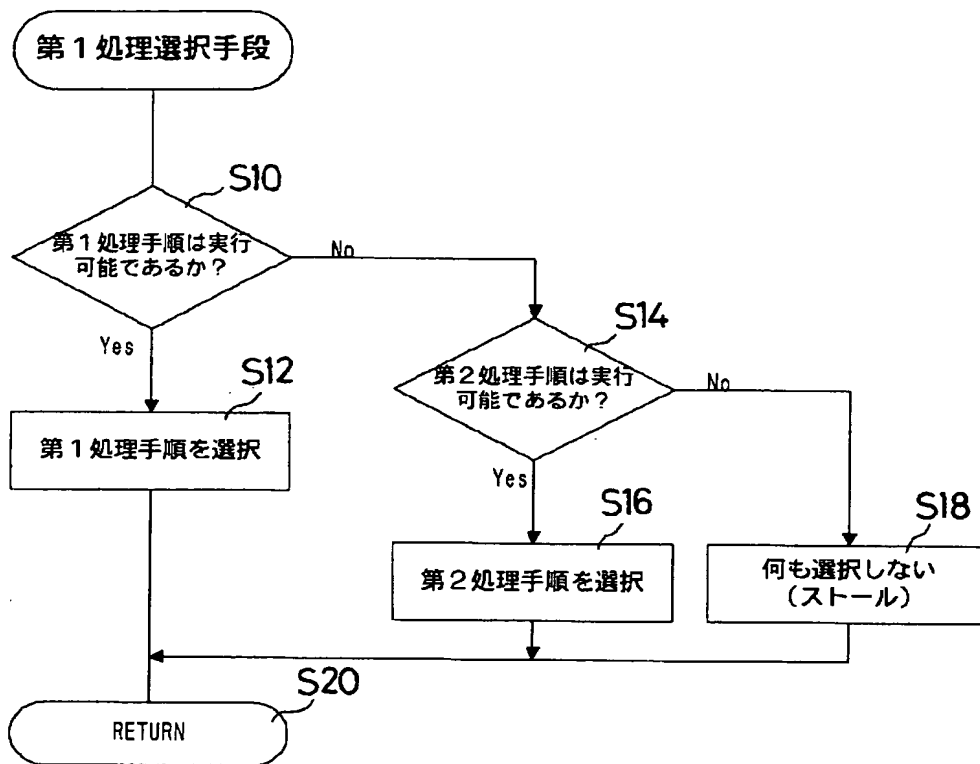 第1処理選択手段
S10
第1処理手順は実行
可能であるか？
No
Yes
S14
第2処理手順は実行
可能であるか？
No
Yes
S12
第1処理手順を選択
S16
第2処理手順を選択
S18
何も選択しない
（ストール）
S20
RETURN